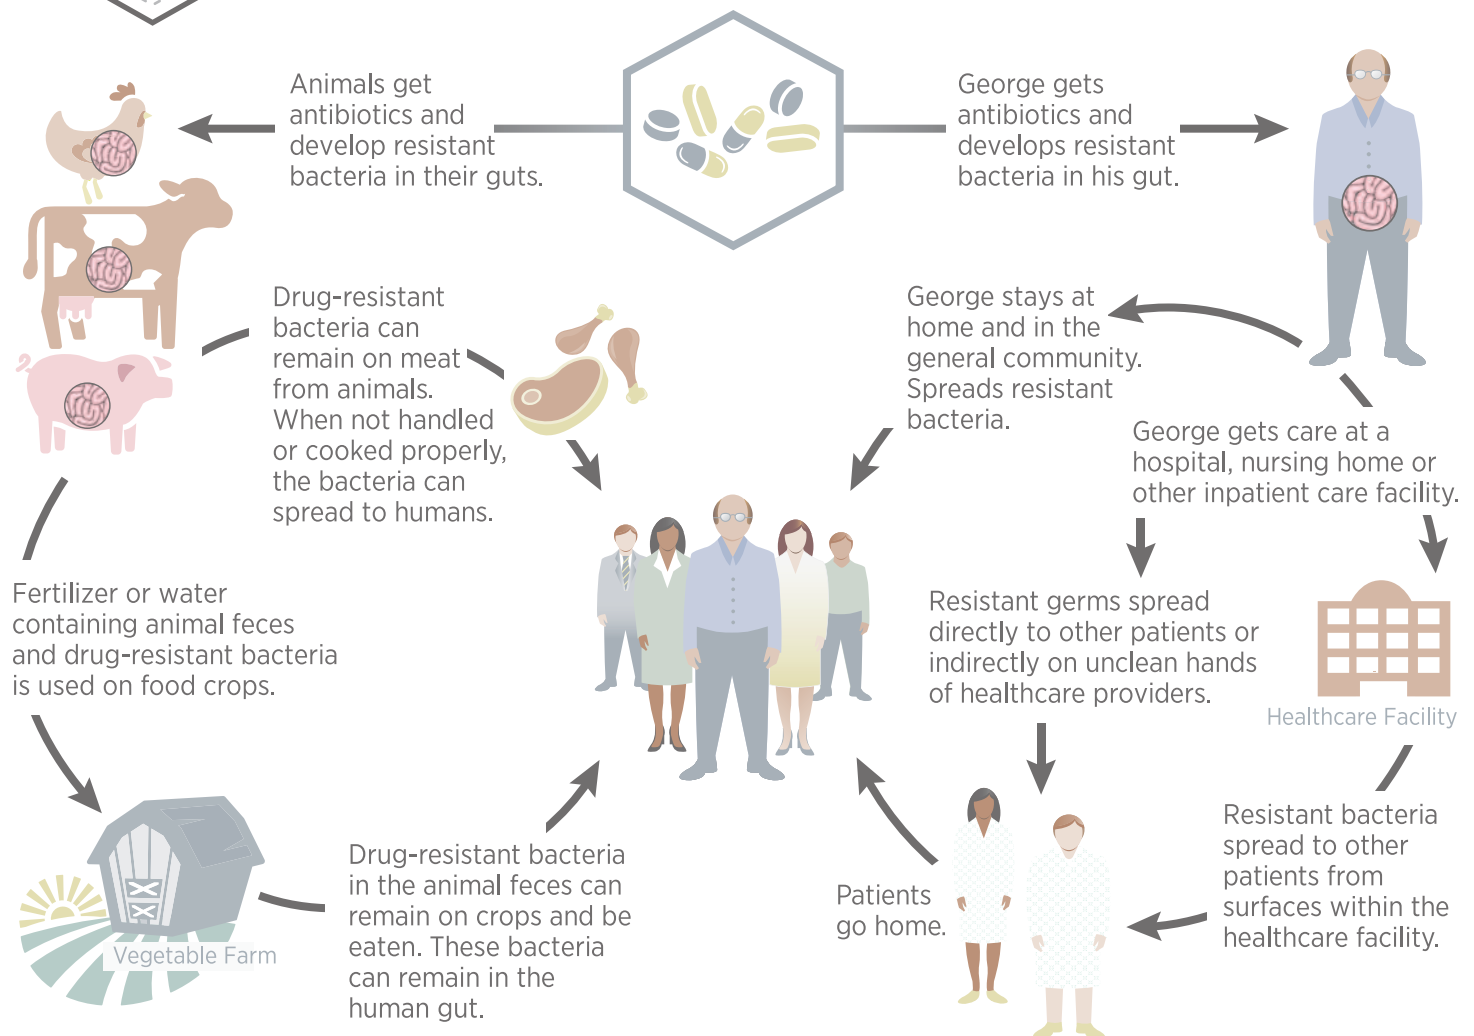 Animals get
antibiotics and
develop resistant
bacteria in their guts.
George gets
antibiotics and
develops resistant
bacteria in his gut.
Drug-resistant
bacteria can
remain on meat
from animals.
When not handled
or cooked properly,
the bacteria can
spread to humans.
George stays at
home and in the
general community.
Spreads resistant
bacteria.
George gets care at a
hospital, nursing home or
other inpatient care facility.
Fertilizer or water
containing animal feces
and drug-resistant bacteria
is used on food crops.
Resistant germs spread
directly to other patients or
indirectly on unclean hands
of healthcare providers.
Healthcare Facility
Vegetable Farm
Drug-resistant bacteria
in the animal feces can
remain on crops and be
eaten. These bacteria
can remain in the
human gut.
Patients
go home.
Resistant bacteria
spread to other
patients from
surfaces within the
healthcare facility.